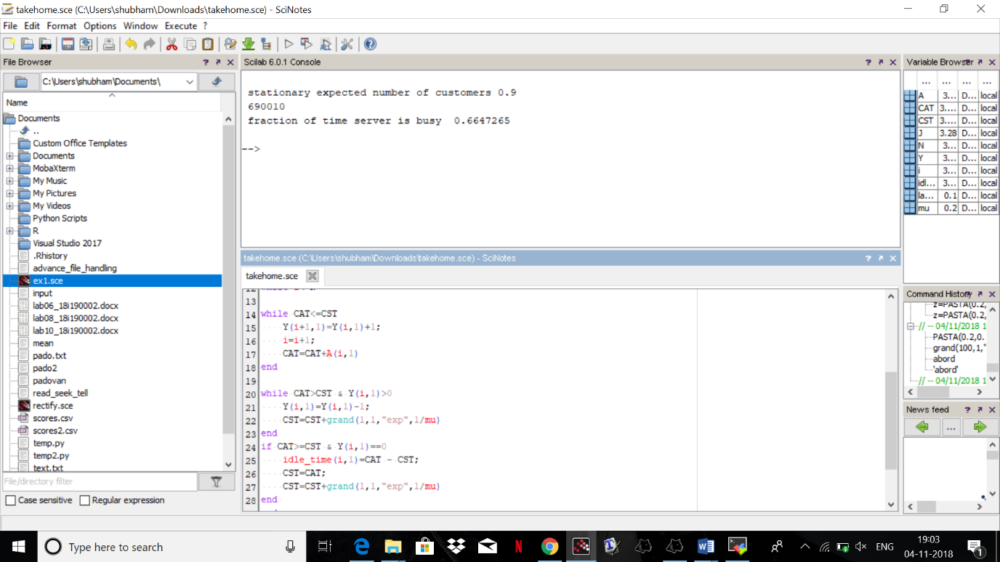 takehome.sce (C:\Users\shubham\Downloads\takehome.sce) - SciNotes
File Edit Format Options Window Execute ?
File Browser
C:\Users\shubham\Documents\
Name
Documents
..
Custom Office Templates
Documents
MobaXterm
My Music
My Pictures
My Videos
Python Scripts
R
Visual Studio 2017
.Rhistory
advance_file_handling
ex1.sce
input
lab06_18i190002.docx
lab08_18i190002.docx
lab10_18i190002.docx
mean
pado.txt
pado2
padovan
read_seek_tell
rectify.sce
scores.csv
scores2.csv
temp.py
temp2.py
text.txt
File/directory filter
Case sensitive Regular expression
Scilab 6.0.1 Console
stationary expected number of customers 0.9
690010
fraction of time server is busy  0.6647265
-->
takehome.sce (C:\Users\shubham\Downloads\takehome.sce) - SciNotes
takehome.sce
12
13
14 while CAT<=CST
15 Y(i+1,1)=Y(i,1)+1;
16 i=i+1;
17 CAT=CAT+A(i,1)
18 end
19
20 while CAT>CST & Y(i,1)>0
21 Y(i,1)=Y(i,1)-1;
22 CST=CST+grand(1,1,"exp",1/mu)
23 end
24 if CAT>=CST & Y(i,1)==0
25 idle_time(i,1)=CAT - CST;
26 CST=CAT;
27 CST=CST+grand(1,1,"exp",1/mu)
28 end
Variable Browser
... ... ... ...
A 3... D... local
CAT 3.... D... local
CST 3.... D... local
J 3.28 D... local
N 3... D... local
Y 3... D... local
i 3... D... local
idl... 3... D... local
la... 0.1 D... local
mu 0.2 D... local
Command History
z=PASTA(0.2,
z=PASTA(0.2,
// -- 04/11/2018 1
PASTA(0.2,0.
grand(100,1,"
abord
'abord'
// -- 04/11/2018 1
News feed
...
Type here to search
ENG
19:03
04-11-2018
1